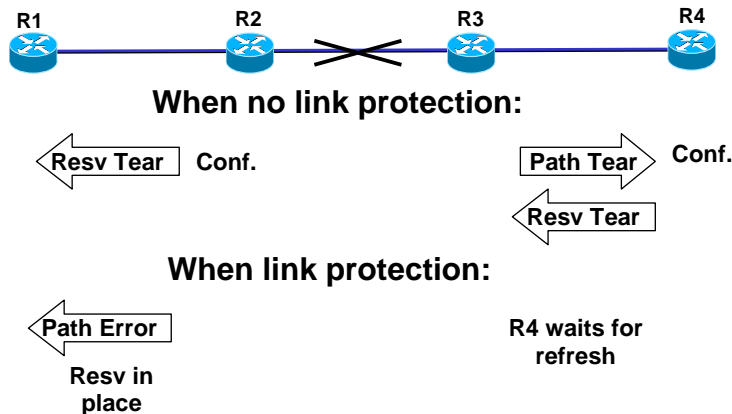 R1 R2 R3 R4
When no link protection:
Resv Tear Conf. Path Tear Conf.
Resv Tear
When link protection:
Path Error
R4 waits for
refresh
Resv in
place